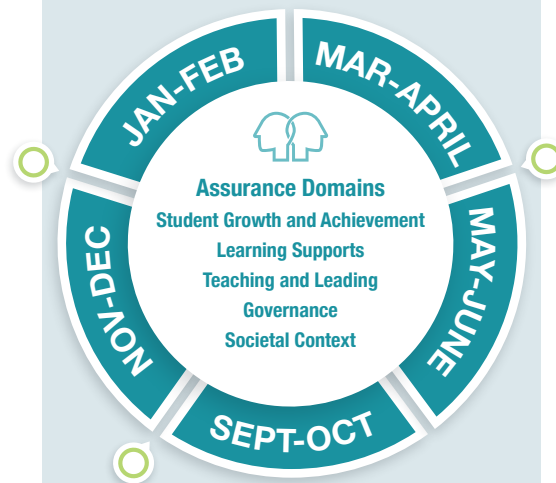 JAN-FEB
MAR-APRIL
MAY-JUNE
SEPT-OCT
NOV-DEC
Assurance Domains
Student Growth and Achievement
Learning Supports
Teaching and Leading
Governance
Societal Context